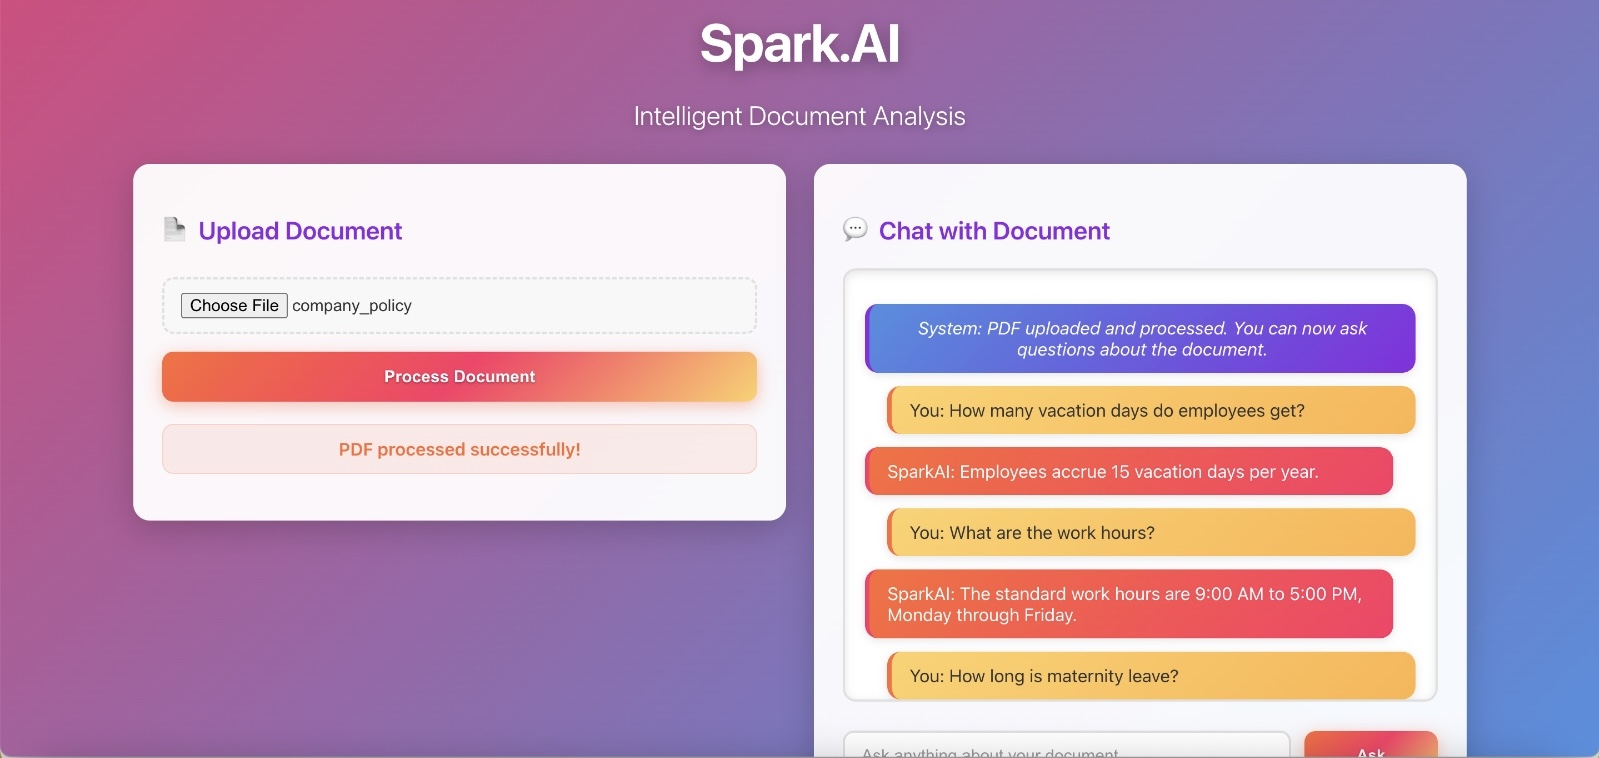 Spark.AI
Intelligent Document Analysis
Upload Document
Choose File company_policy
Process Document
PDF processed successfully!
Chat with Document
System: PDF uploaded and processed. You can now ask
questions about the document.
You: How many vacation days do employees get?
SparkAI: Employees accrue 15 vacation days per year.
You: What are the work hours?
SparkAI: The standard work hours are 9:00 AM to 5:00 PM,
Monday through Friday.
You: How long is maternity leave?
Ask anything about your document
Ask